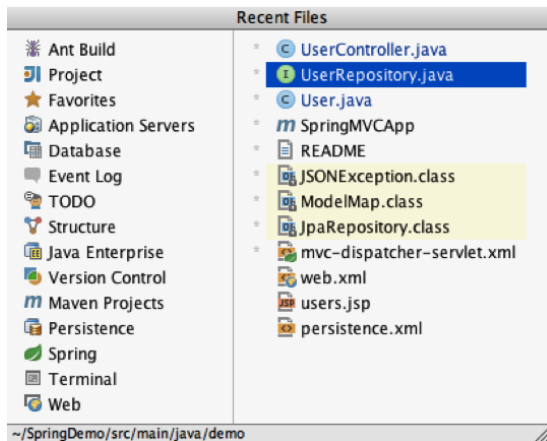 Recent Files
Ant Build
Project
Favorites
Application Servers
Database
Event Log
TODO
Structure
Java Enterprise
Version Control
m Maven Projects
Persistence
Spring
Terminal
Web
* C UserController.java
* I UserRepository.java
* C User.java
* m SpringMVCApp
* README
* JSONException.class
* ModelMap.class
* JpaRepository.class
* mvc-dispatcher-servlet.xml
web.xml
JSP users.jsp
persistence.xml
~/SpringDemo/src/main/java/demo